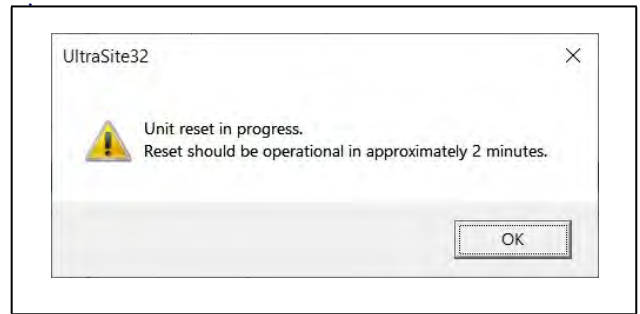 UltraSite32
Unit reset in progress.
Reset should be operational in approximately 2 minutes.
OK